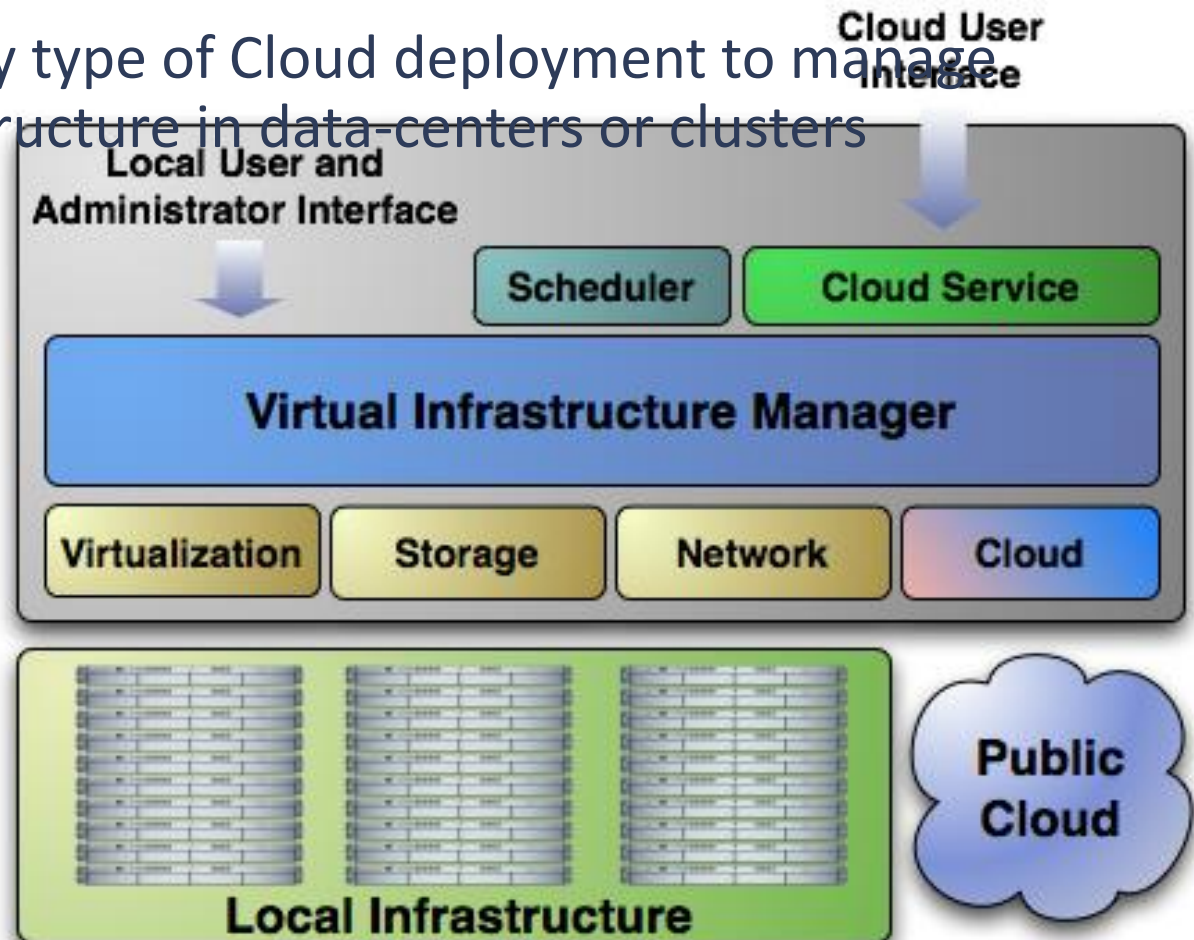 Cloud User
Interface
y type of Cloud deployment to manage
ructure in data-centers or clusters
Local User and
Administrator Interface
Scheduler
Cloud Service
Virtual Infrastructure Manager
Virtualization
Storage
Network
Cloud
Public
Cloud
Local Infrastructure